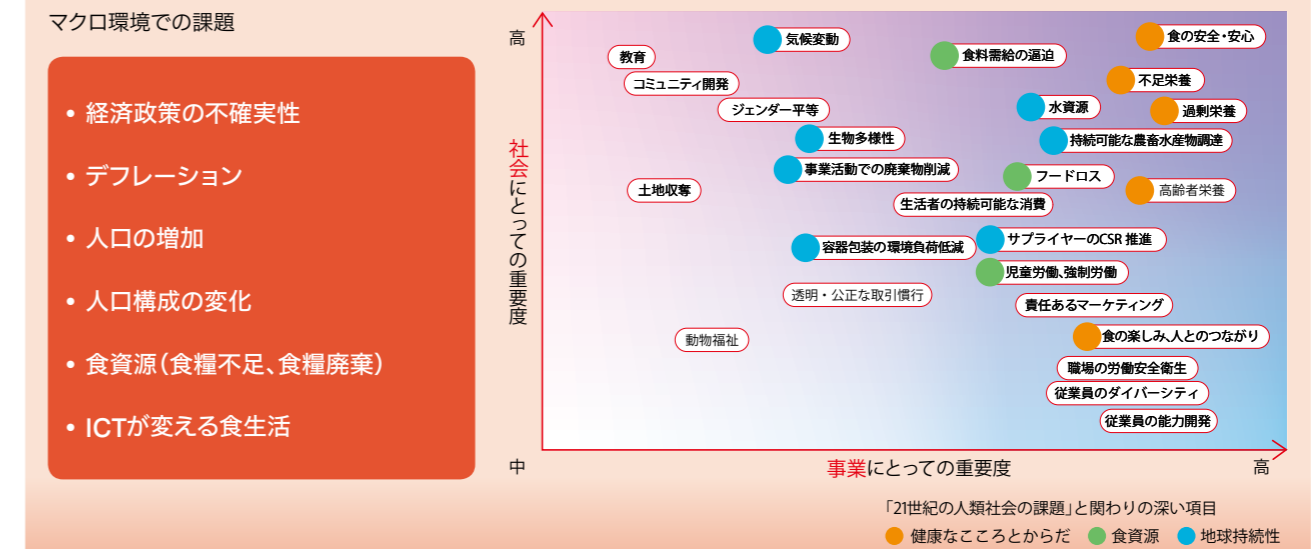 マクロ環境での課題
• 経済政策の不確実性
• デフレーション
• 人口の増加
• 人口構成の変化
• 食資源（食糧不足、食糧廃棄）
• ICTが変える食生活
高
社会にとっての重要度
中
事業にとっての重要度
高
気候変動
食の安全・安心
教育
食料需給の逼迫
コミュニティ開発
不足栄養
ジェンダー平等
水資源
過剰栄養
生物多様性
持続可能な農畜水産物調達
事業活動での廃棄物削減
フードロス
土地収奪
高齢者栄養
生活者の持続可能な消費
容器包装の環境負荷低減
サプライヤーのCSR 推進
児童労働、強制労働
透明・公正な取引慣行
責任あるマーケティング
動物福祉
食の楽しみ、人とのつながり
職場の労働安全衛生
従業員のダイバーシティ
従業員の能力開発
「21世紀の人類社会の課題」と関わりの深い項目
健康なこころとからだ 食資源 地球持続性